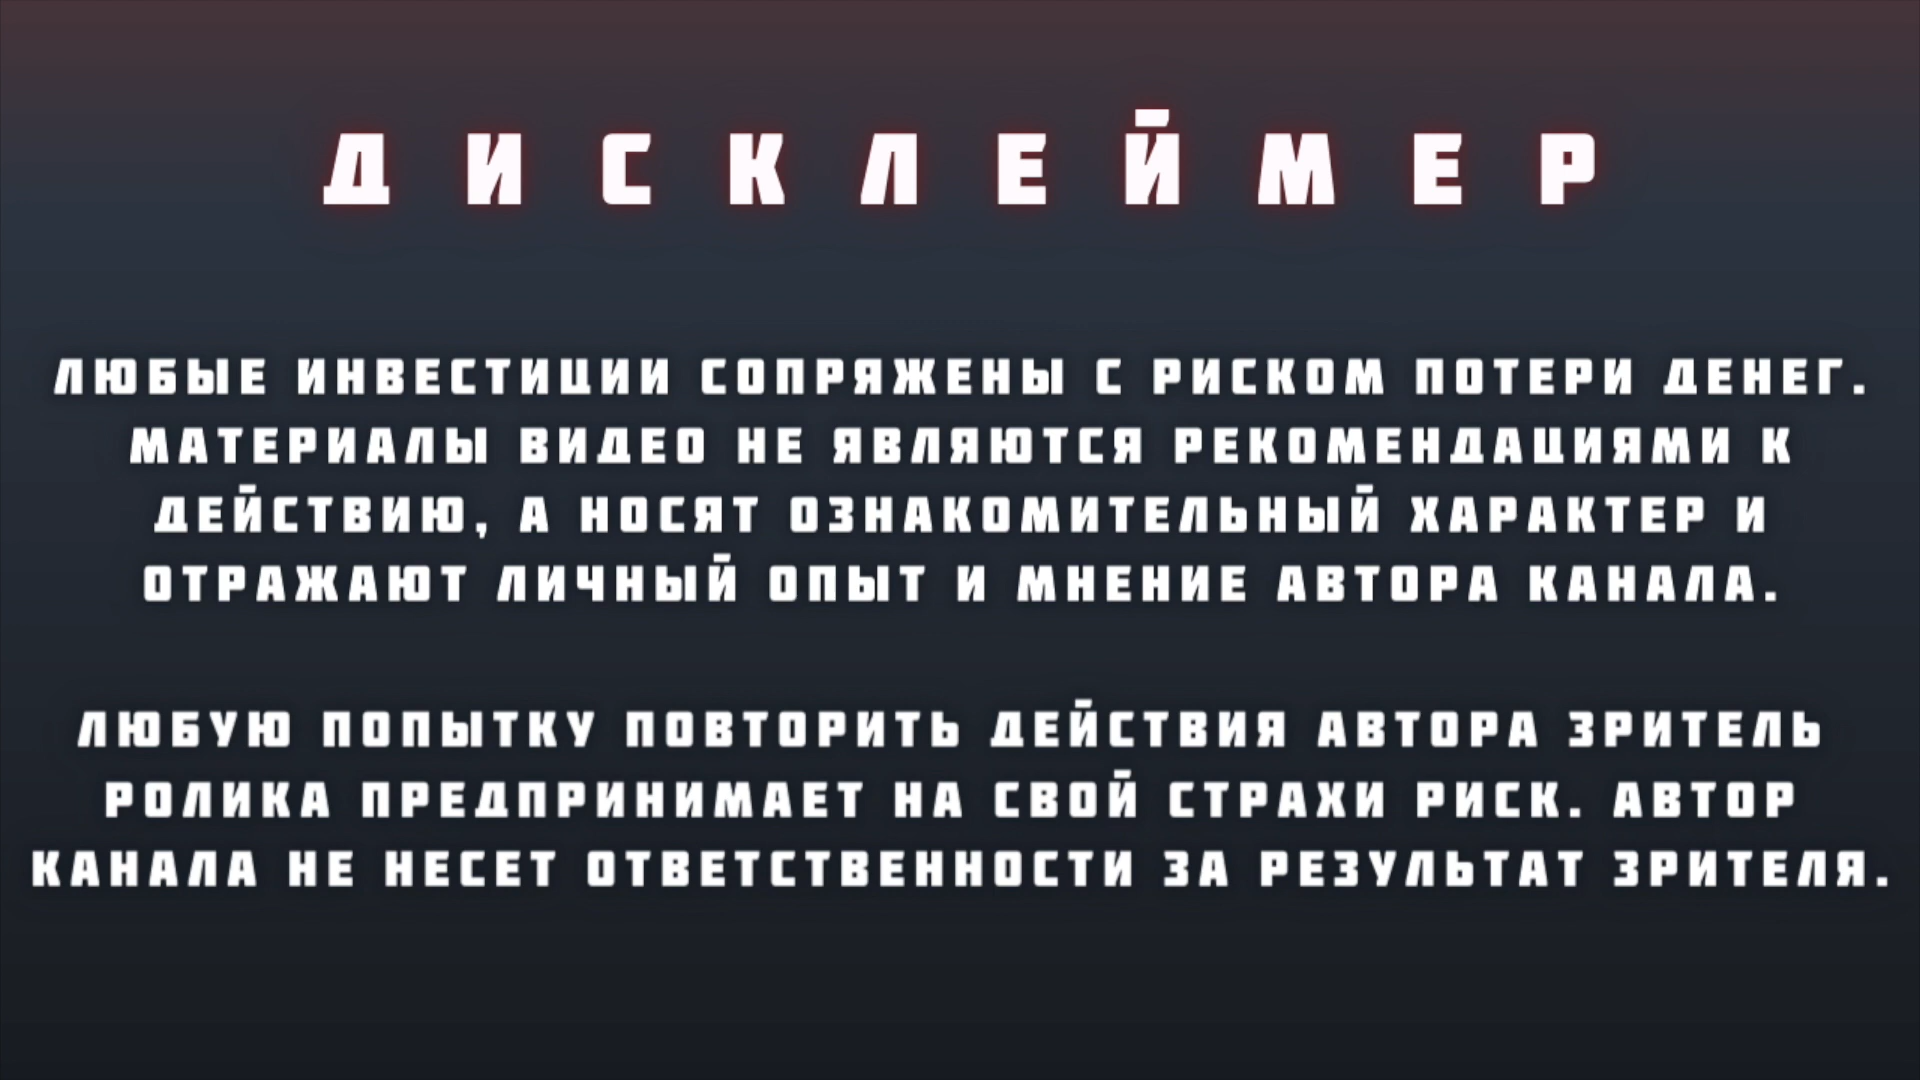 ДИСКЛЕЙМЕР
ЛЮБЫЕ ИНВЕСТИЦИИ СОПРЯЖЕНЫ С РИСКОМ ПОТЕРИ ДЕНЕГ.
МАТЕРИАЛЫ ВИДЕО НЕ ЯВЛЯЮТСЯ РЕКОМЕНДАЦИЯМИ К
ДЕЙСТВИЮ, А НОСЯТ ОЗНАКОМИТЕЛЬНЫЙ ХАРАКТЕР И
ОТРАЖАЮТ ЛИЧНЫЙ ОПЫТ И МНЕНИЕ АВТОРА КАНАЛА.
ЛЮБУЮ ПОПЫТКУ ПОВТОРИТЬ ДЕЙСТВИЯ АВТОРА ЗРИТЕЛЬ
РОЛИКА ПРЕДПРИНИМАЕТ НА СВОЙ СТРАХИ РИСК. АВТОР
КАНАЛА НЕ НЕСЕТ ОТВЕТСТВЕННОСТИ ЗА РЕЗУЛЬТАТ ЗРИТЕЛЯ.